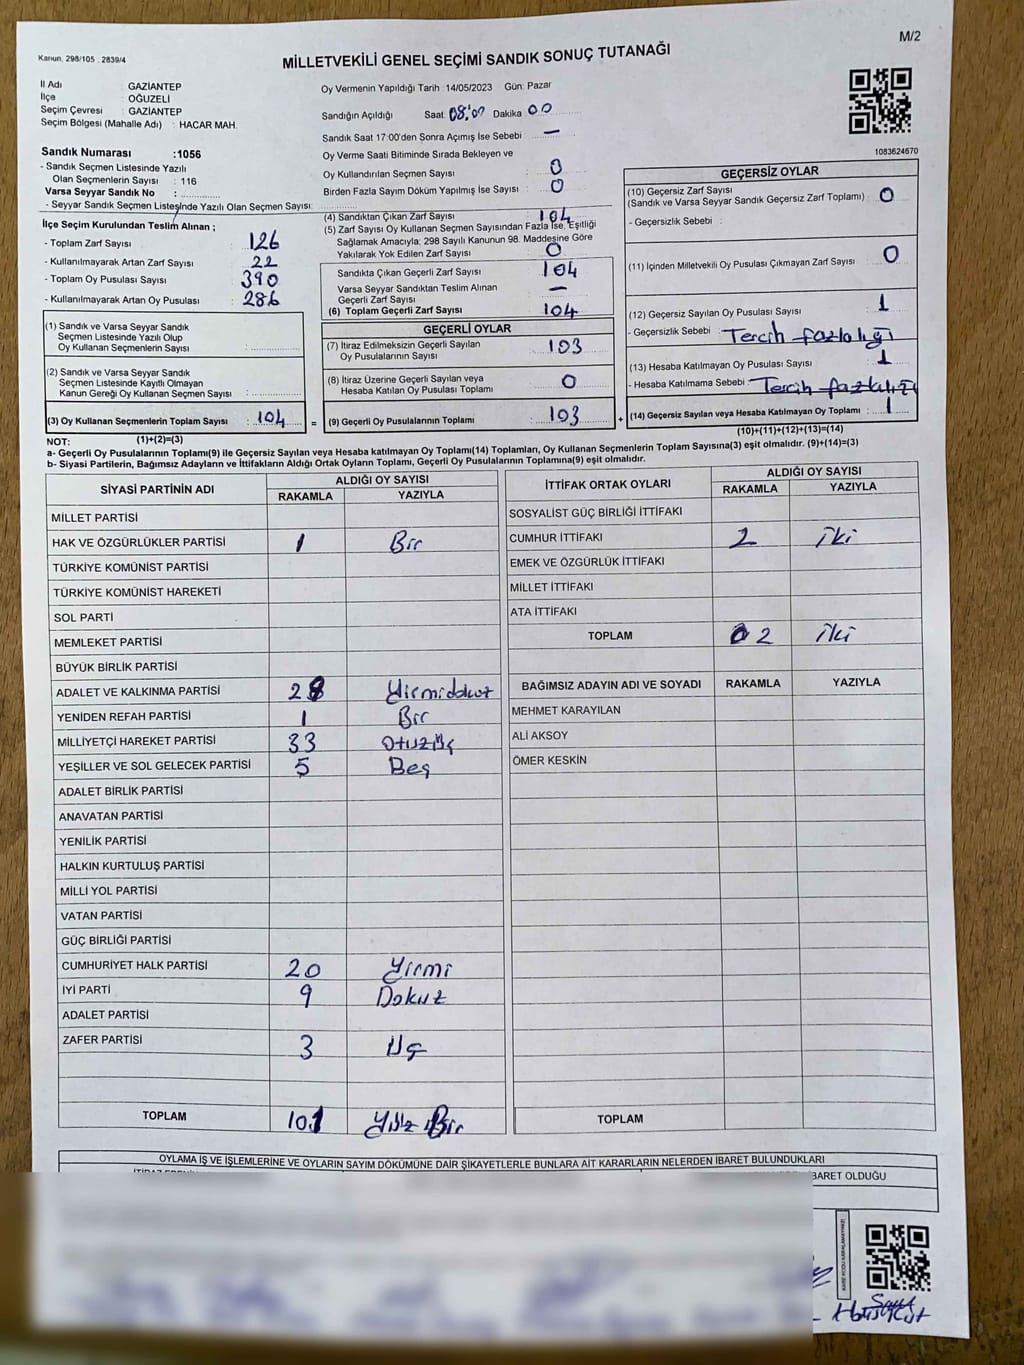 Kanun. 298/105 . 2839/4
MİLLETVEKİLİ GENEL SEÇİMİ SANDIK SONUÇ TUTANAĞI
M/2
İl Adı : GAZİANTEP
İlçe : OĞUZELİ
Seçim Çevresi : GAZİANTEP
Seçim Bölgesi (Mahalle Adı) : HACAR MAH.
Sandık Numarası :1056
- Sandık Seçmen Listesinde Yazılı
Olan Seçmenlerin Sayısı : 116
Varsa Seyyar Sandık No :
- Seyyar Sandık Seçmen Listesinde Yazılı Olan Seçmen Sayısı:
Oy Vermenin Yapıldığı Tarih :14/05/2023 Gün: Pazar
Sandığın Açıldığı Saat: 08:00 Dakika 00
Sandık Saat 17:00'den Sonra Açımış İse Sebebi : —
Oy Verme Saati Bitiminde Sırada Bekleyen ve
Oy Kullandırılan Seçmen Sayısı : 0
Birden Fazla Sayım Döküm Yapılmış İse Sayısı : 0
1083624670
İlçe Seçim Kurulundan Teslim Alınan ;
- Toplam Zarf Sayısı : 126
- Kullanılmayarak Artan Zarf Sayısı : 22
- Toplam Oy Pusulası Sayısı : 390
- Kullanılmayarak Artan Oy Pusulası : 286
(4) Sandıktan Çıkan Zarf Sayısı : 104
(5) Zarf Sayısı Oy Kullanan Seçmen Sayısından Fazla İse, Eşitliği
Sağlamak Amacıyla: 298 Sayılı Kanunun 98. Maddesine Göre
Yakılarak Yok Edilen Zarf Sayısı : 0
Sandıkta Çıkan Geçerli Zarf Sayısı : 104
Varsa Seyyar Sandıktan Teslim Alınan
Geçerli Zarf Sayısı : —
(6) Toplam Geçerli Zarf Sayısı : 104
GEÇERSİZ OYLAR
(10) Geçersiz Zarf Sayısı
(Sandık ve Varsa Seyyar Sandık Geçersiz Zarf Toplamı) : 0
- Geçersizlik Sebebi :
(11) İçinden Milletvekili Oy Pusulası Çıkmayan Zarf Sayısı : 0
(12) Geçersiz Sayılan Oy Pusulası Sayısı : 1
- Geçersizlik Sebebi : Tercih fazlalığı
(13) Hesaba Katılmayan Oy Pusulası Sayısı : 1
- Hesaba Katılmama Sebebi : Tercih fazlalığı
(14) Geçersiz Sayılan veya Hesaba Katılmayan Oy Toplamı : 1
(10)+(11)+(12)+(13)=(14)
(1) Sandık ve Varsa Seyyar Sandık
Seçmen Listesinde Yazılı Olup
Oy Kullanan Seçmenlerin Sayısı :
(2) Sandık ve Varsa Seyyar Sandık
Seçmen Listesinde Kayıtlı Olmayan
Kanun Gereği Oy Kullanan Seçmen Sayısı :
(3) Oy Kullanan Seçmenlerin Toplam Sayısı : 104 =
(1)+(2)=(3)
GEÇERLİ OYLAR
(7) İtiraz Edilmeksizin Geçerli Sayılan
Oy Pusulalarının Sayısı : 103
(8) İtiraz Üzerine Geçerli Sayılan veya
Hesaba Katılan Oy Pusulası Toplamı : 0
(9) Geçerli Oy Pusulalarının Toplamı : 103 +
NOT:
a- Geçerli Oy Pusulalarının Toplamı(9) ile Geçersiz Sayılan veya Hesaba katılmayan Oy Toplamı(14) Toplamları, Oy Kullanan Seçmenlerin Toplam Sayısına(3) eşit olmalıdır. (9)+(14)=(3)
b- Siyasi Partilerin, Bağımsız Adayların ve İttifakların Aldığı Ortak Oyların Toplamı, Geçerli Oy Pusulalarının Toplamına(9) eşit olmalıdır.
SİYASİ PARTİNİN ADI ALDIĞI OY SAYISI
RAKAMLA YAZIYLA
MİLLET PARTİSİ
HAK VE ÖZGÜRLÜKLER PARTİSİ 1 Bir
TÜRKİYE KOMÜNİST PARTİSİ
TÜRKİYE KOMÜNİST HAREKETİ
SOL PARTİ
MEMLEKET PARTİSİ
BÜYÜK BİRLİK PARTİSİ
ADALET VE KALKINMA PARTİSİ 29 Yirmidokuz
YENİDEN REFAH PARTİSİ 1 Bir
MİLLİYETÇİ HAREKET PARTİSİ 33 Otuzüç
YEŞİLLER VE SOL GELECEK PARTİSİ 5 Beş
ADALET BİRLİK PARTİSİ
ANAVATAN PARTİSİ
YENİLİK PARTİSİ
HALKIN KURTULUŞ PARTİSİ
MİLLİ YOL PARTİSİ
VATAN PARTİSİ
GÜÇ BİRLİĞİ PARTİSİ
CUMHURİYET HALK PARTİSİ 20 Yirmi
İYİ PARTİ 9 Dokuz
ADALET PARTİSİ
ZAFER PARTİSİ 3 Üç
TOPLAM 101 Yüz Bir
İTTİFAK ORTAK OYLARI ALDIĞI OY SAYISI
RAKAMLA YAZIYLA
SOSYALİST GÜÇ BİRLİĞİ İTTİFAKI
CUMHUR İTTİFAKI 2 iki
EMEK VE ÖZGÜRLÜK İTTİFAKI
MİLLET İTTİFAKI
ATA İTTİFAKI
TOPLAM 02 iki
BAĞIMSIZ ADAYIN ADI VE SOYADI RAKAMLA YAZIYLA
MEHMET KARAYILAN
ALİ AKSOY
ÖMER KESKİN
TOPLAM
OYLAMA İŞ VE İŞLEMLERİNE VE OYLARIN SAYIM DÖKÜMÜNE DAİR ŞİKAYETLERLE BUNLARA AİT KARARLARIN NELERDEN İBARET BULUNDUKLARI
BARET OLDUĞU